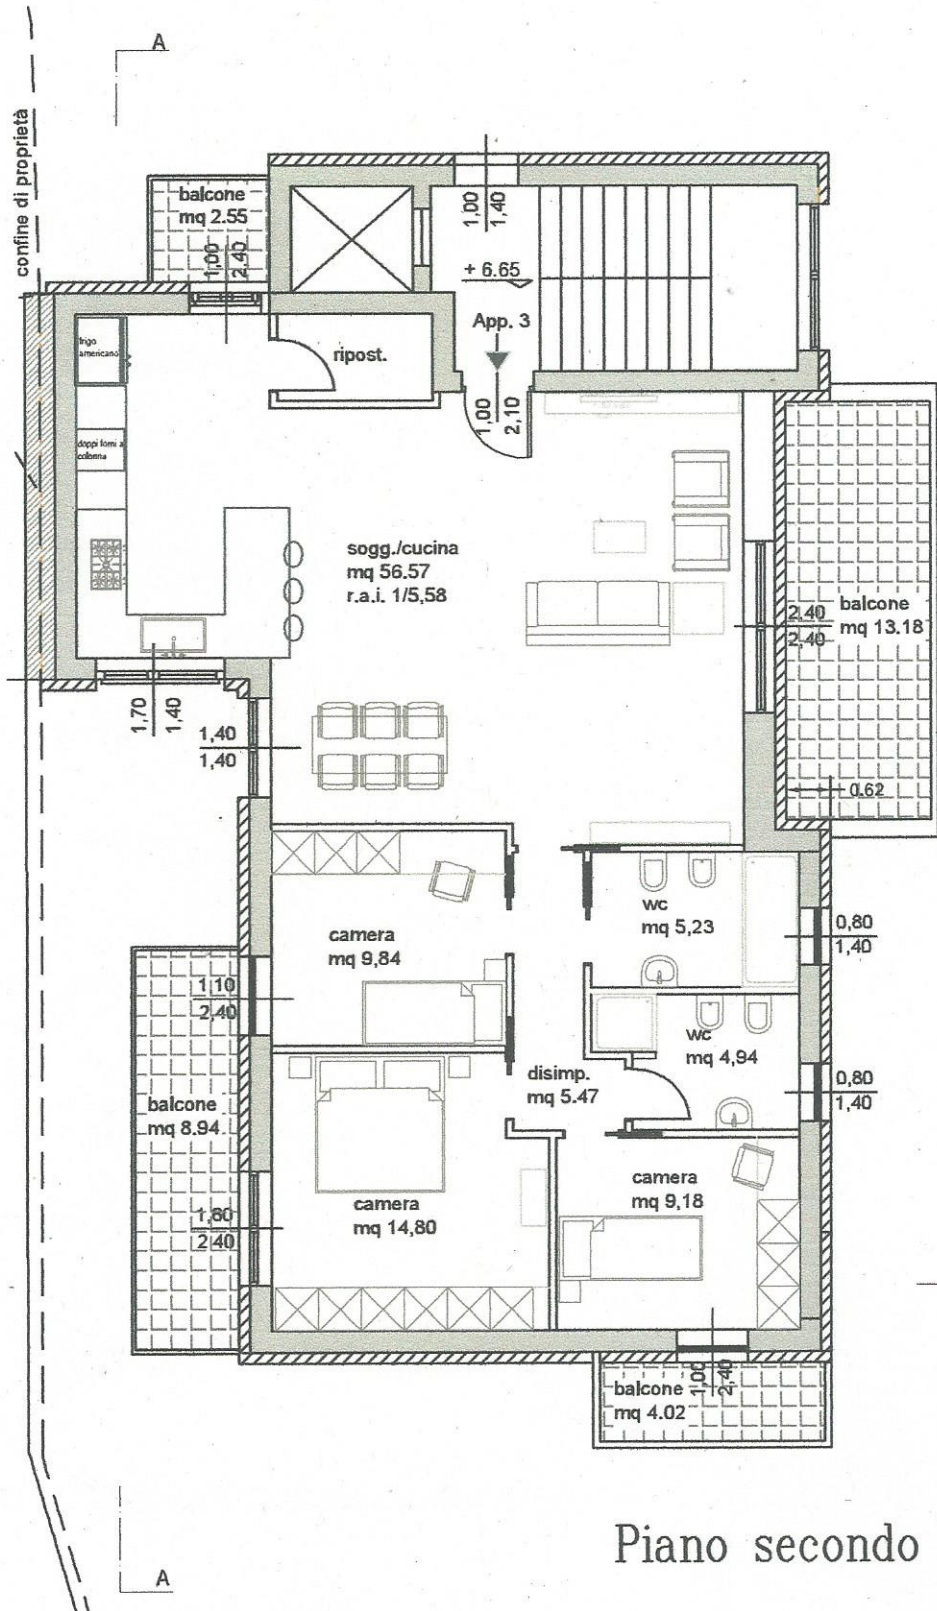 A
confine di proprietà
balcone
mq 2.55
1,00
2,40
1,00
1,40
+ 6.65
App. 3
frigo
americano
ripost.
1,00
2,10
doppi forni a
colonna
sogg./cucina
mq 56.57
r.a.i. 1/5,58
2,40
2,40
balcone
mq 13.18
1,70
1,40
1,40
1,40
0.62
wc
mq 5,23
0,80
1,40
camera
mq 9,84
1,10
2,40
wc
mq 4,94
disimp.
mq 5.47
0,80
1,40
balcone
mq 8.94
camera
mq 14,80
camera
mq 9,18
1,60
2,40
1,00
2,40
balcone
mq 4.02
Piano secondo
A